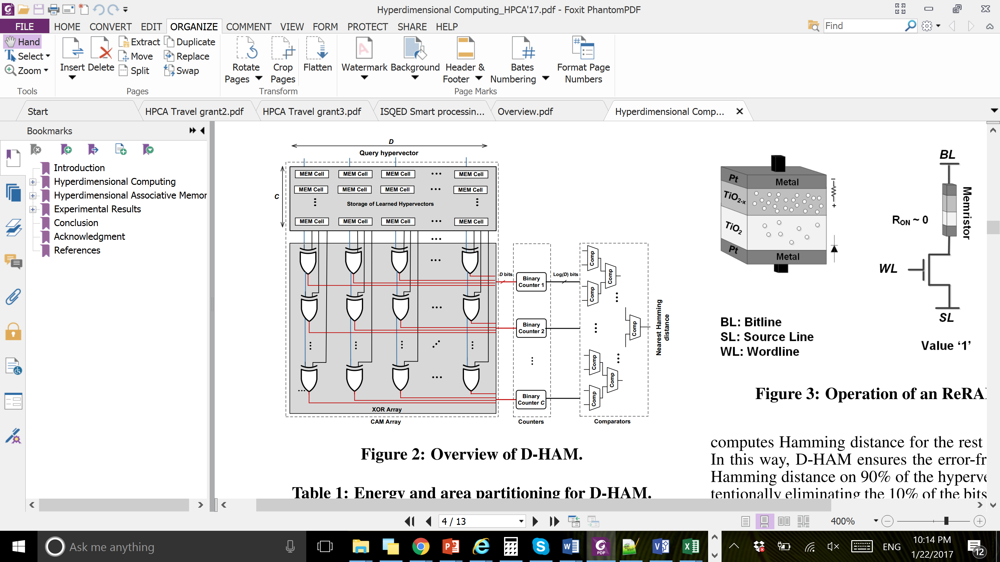 Hyperdimensional Computing_HPCA'17.pdf - Foxit PhantomPDF
FILE HOME CONVERT EDIT ORGANIZE COMMENT VIEW FORM PROTECT SHARE HELP
Find
Hand
Select
Zoom
Tools
Insert
Delete
Extract
Move
Split
Duplicate
Replace
Swap
Pages
Rotate Pages
Crop Pages
Flatten
Transform
Watermark
Background
Header & Footer
Bates Numbering
Format Page Numbers
Page Marks
Start
HPCA Travel grant2.pdf
HPCA Travel grant3.pdf
ISQED Smart processin...
Overview.pdf
Hyperdimensional Comp...
Bookmarks
Introduction
Hyperdimensional Computing
Hyperdimensional Associative Memor
Experimental Results
Conclusion
Acknowledgment
References
D
Query hypervector
C
MEM Cell MEM Cell MEM Cell ... MEM Cell
MEM Cell MEM Cell MEM Cell ... MEM Cell
Storage of Learned Hypervectors
MEM Cell MEM Cell MEM Cell ... MEM Cell
D bits
Binary Counter 1
Log(D) bits
Binary Counter 2
Binary Counter C
Comp
Comp
Comp
Comp
Comp
Comp
Comp
Nearest Hamming distance
XOR Array
CAM Array
Counters
Comparators
Figure 2: Overview of D-HAM.
Table 1: Energy and area partitioning for D-HAM.
Pt
Metal
TiO2-x
TiO2
Pt
Metal
+
BL
Memristor
RON ~ 0
WL
SL
BL: Bitline
SL: Source Line
WL: Wordline
Value ‘1’
Figure 3: Operation of an ReRA
computes Hamming distance for the rest
In this way, D-HAM ensures the error-fr
Hamming distance on 90% of the hyperve
tentionally eliminating the 10% of the bits
4 / 13
400%
Ask me anything
ENG
10:14 PM
1/22/2017
12